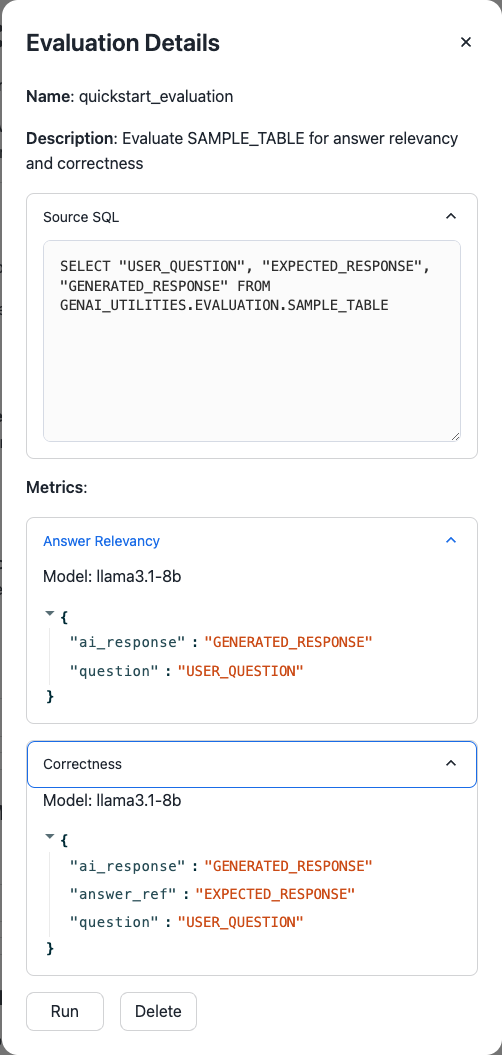 Evaluation Details
Name: quickstart_evaluation
Description: Evaluate SAMPLE_TABLE for answer relevancy
and correctness
Source SQL
SELECT "USER_QUESTION", "EXPECTED_RESPONSE",
"GENERATED_RESPONSE" FROM
GENAI_UTILITIES.EVALUATION.SAMPLE_TABLE
Metrics:
Answer Relevancy
Model: llama3.1-8b
{
"ai_response" : "GENERATED_RESPONSE"
"question" : "USER_QUESTION"
}
Correctness
Model: llama3.1-8b
{
"ai_response" : "GENERATED_RESPONSE"
"answer_ref" : "EXPECTED_RESPONSE"
"question" : "USER_QUESTION"
}
Run
Delete